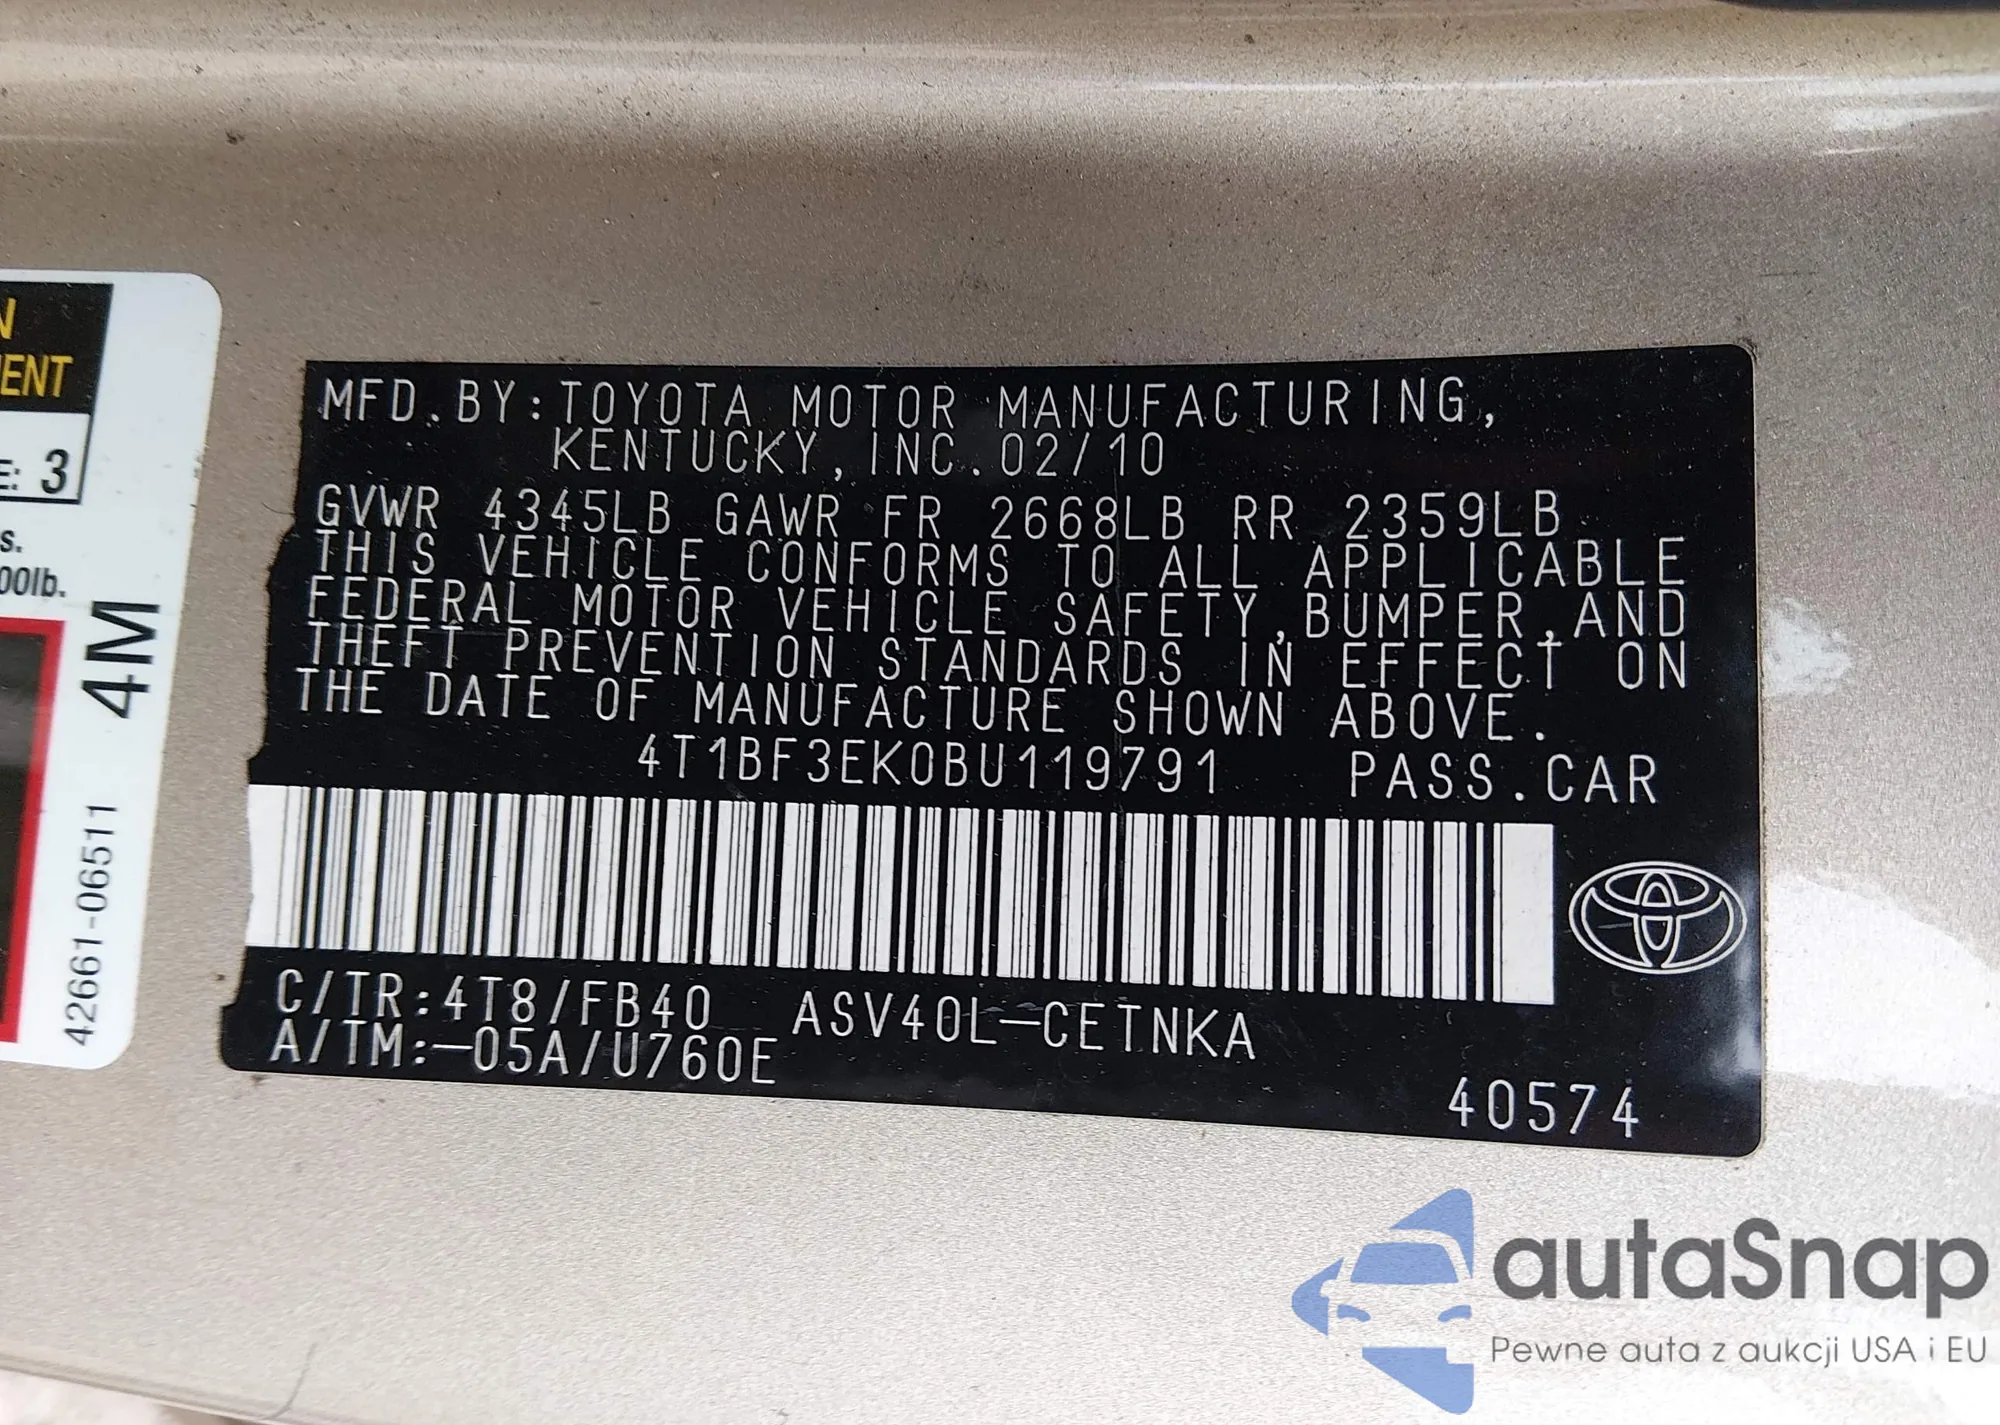 N
ENT
E: 3
s.
00lb.
4M
42661-06511
MFD.BY:TOYOTA MOTOR MANUFACTURING,
KENTUCKY,INC.02/10
GVWR 4345LB GAWR FR 2668LB RR 2359LB
THIS VEHICLE CONFORMS TO ALL APPLICABLE
FEDERAL MOTOR VEHICLE SAFETY,BUMPER,AND
THEFT PREVENTION STANDARDS IN EFFECT ON
THE DATE OF MANUFACTURE SHOWN ABOVE.
4T1BF3EK0BU119791 PASS.CAR
C/TR:4T8/FB40 ASV40L-CETNKA
A/TM:-05A/U760E
40574
autaSnap
Pewne auta z aukcji USA i EU